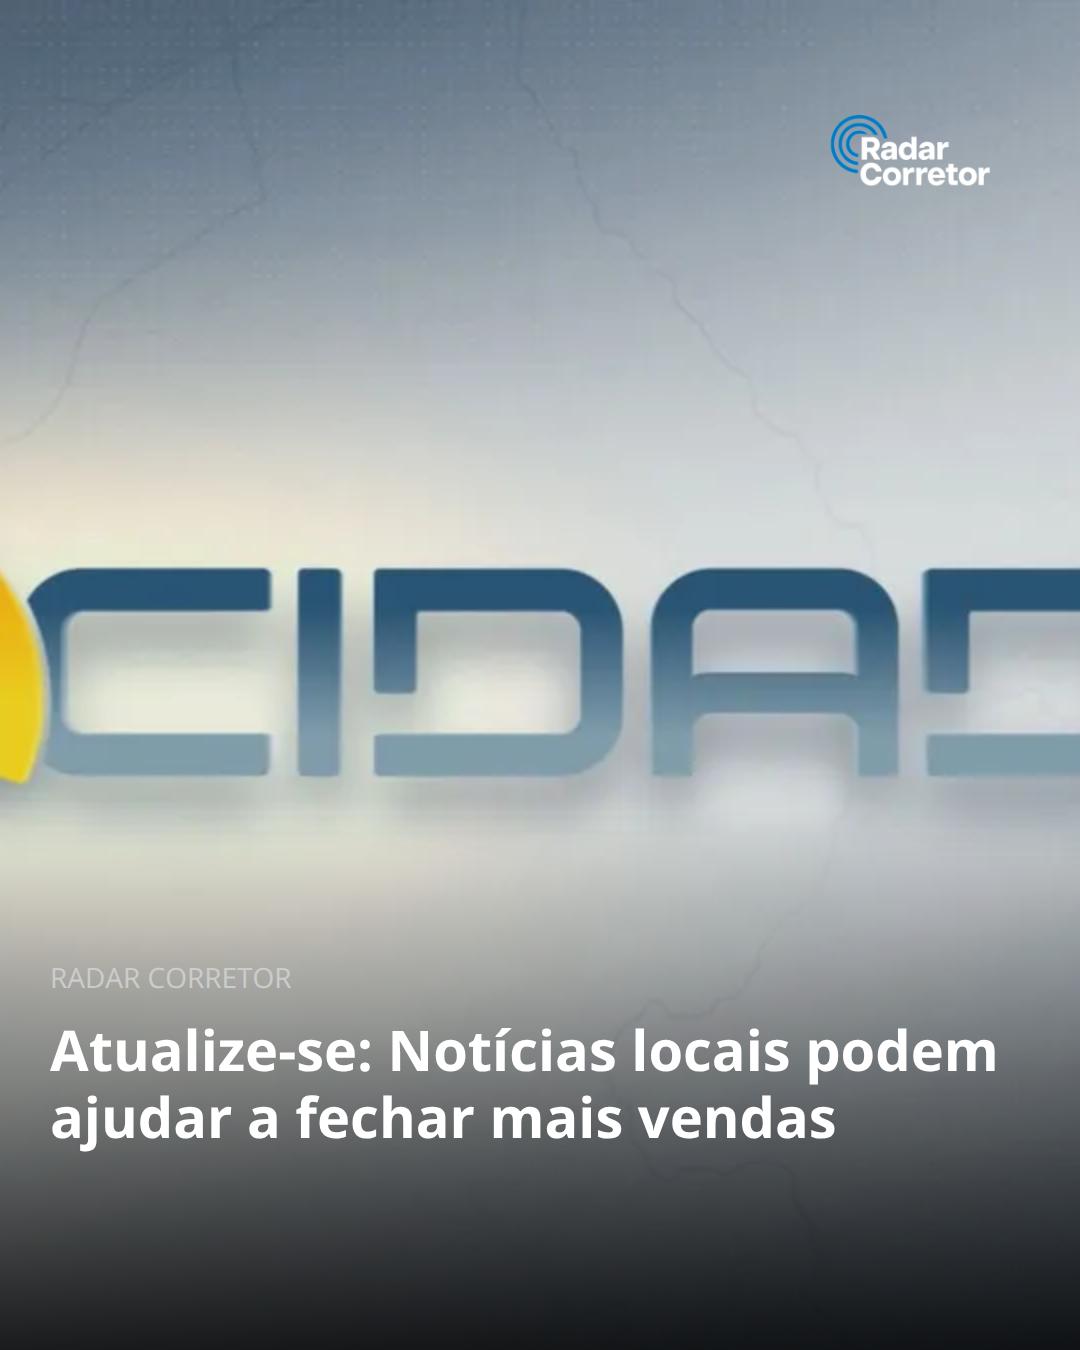 Radar
Corretor
CIDAD
RADAR CORRETOR
Atualize-se: Notícias locais podem
ajudar a fechar mais vendas